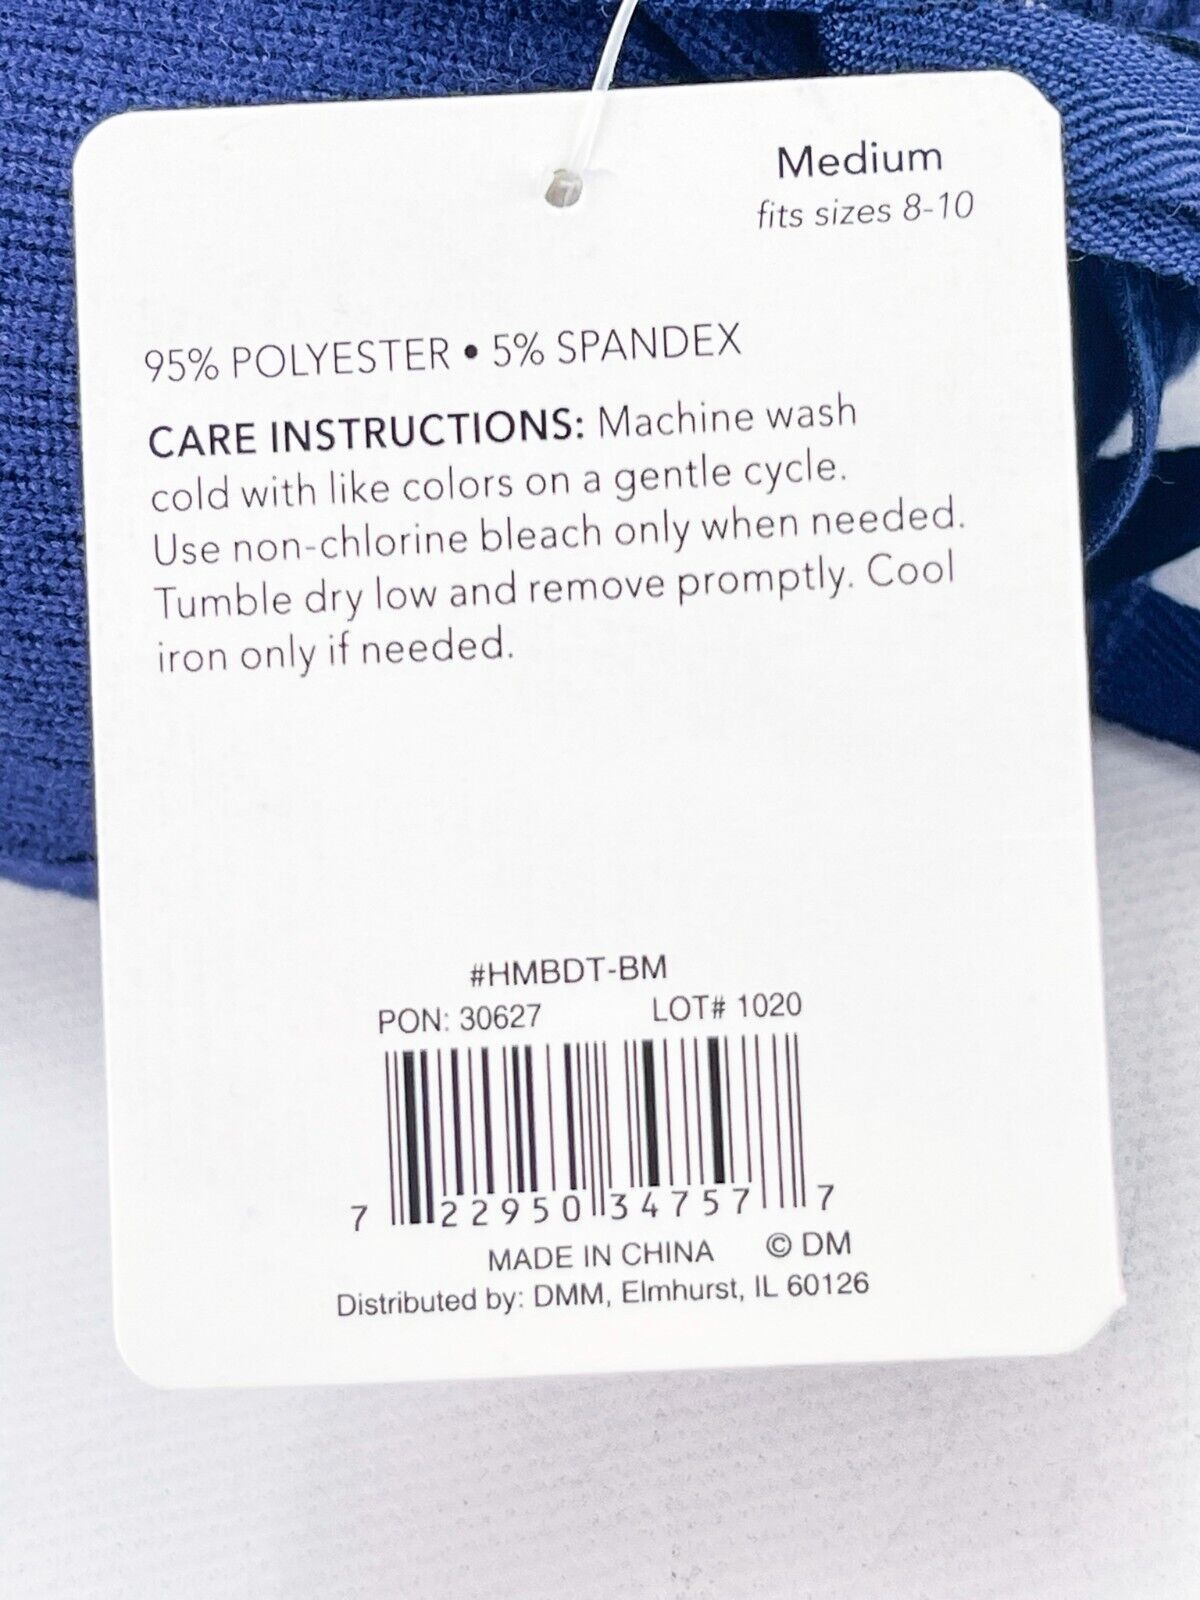 Medium
fits sizes 8-10
95% POLYESTER • 5% SPANDEX
CARE INSTRUCTIONS: Machine wash
cold with like colors on a gentle cycle.
Use non-chlorine bleach only when needed.
Tumble dry low and remove promptly. Cool
iron only if needed.
#HMBDT-BM
PON: 30627 LOT# 1020
7 22950 34757 7
MADE IN CHINA © DM
Distributed by: DMM, Elmhurst, IL 60126